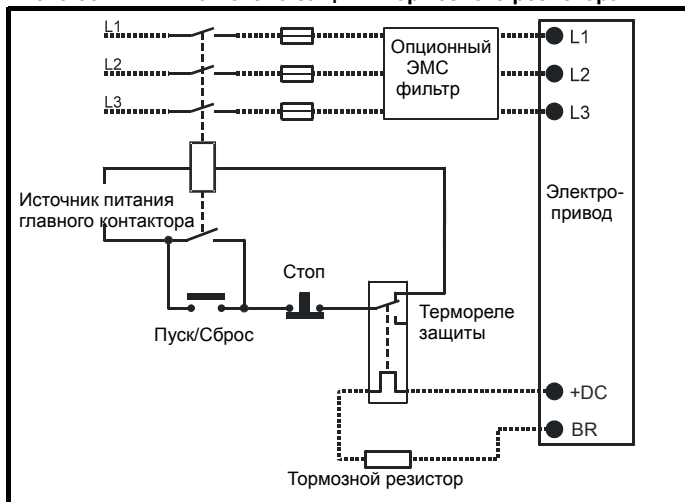 L1
L2
L3
Опционный
ЭМС
фильтр
L1
L2
L3
Источник питания
главного контактора
Электро-
привод
Стоп
Пуск/Сброс
Термореле
защиты
+DC
BR
Тормозной резистор